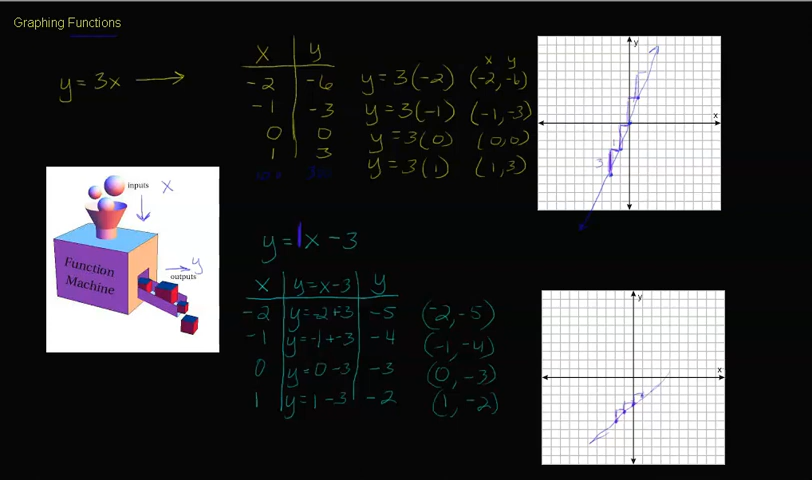 Graphing Functions
y = 3x
x y
-2 -6 y = 3(-2) (-2, -6)
x y
-1 -3 y = 3(-1) (-1, -3)
0 0 y = 3(0) (0,0)
1 3 y = 3(1) (1,3)
y
x
1
3
inputs x
Function
Machine
outputs y
y = 1x - 3
x y=x-3 y
-2 y=-2+-3 -5 (-2, -5)
-1 y=-1+-3 -4 (-1, -4)
0 y=0-3 -3 (0, -3)
1 y=1-3 -2 (1, -2)
y
x